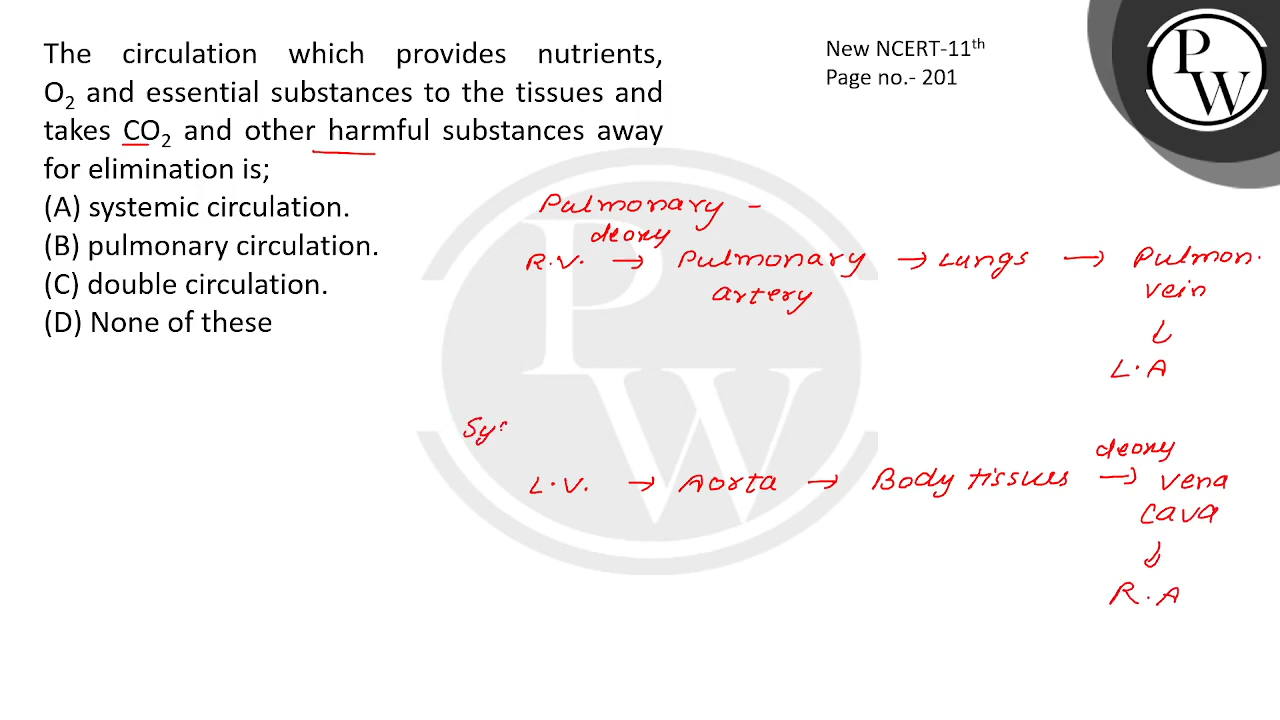 The circulation which provides nutrients,
O₂ and essential substances to the tissues and
takes CO₂ and other harmful substances away
for elimination is;
(A) systemic circulation.
(B) pulmonary circulation.
(C) double circulation.
(D) None of these
New NCERT-11ᵗʰ
Page no.- 201
P
W
Pulmonary -
deoxy
R.V. → Pulmonary → Lungs → Pulmon.
artery
vein
↓
L.A
Sys
deoxy
L.V. → Aorta → Body tissues → vena
cava
↓
R.A
P
W